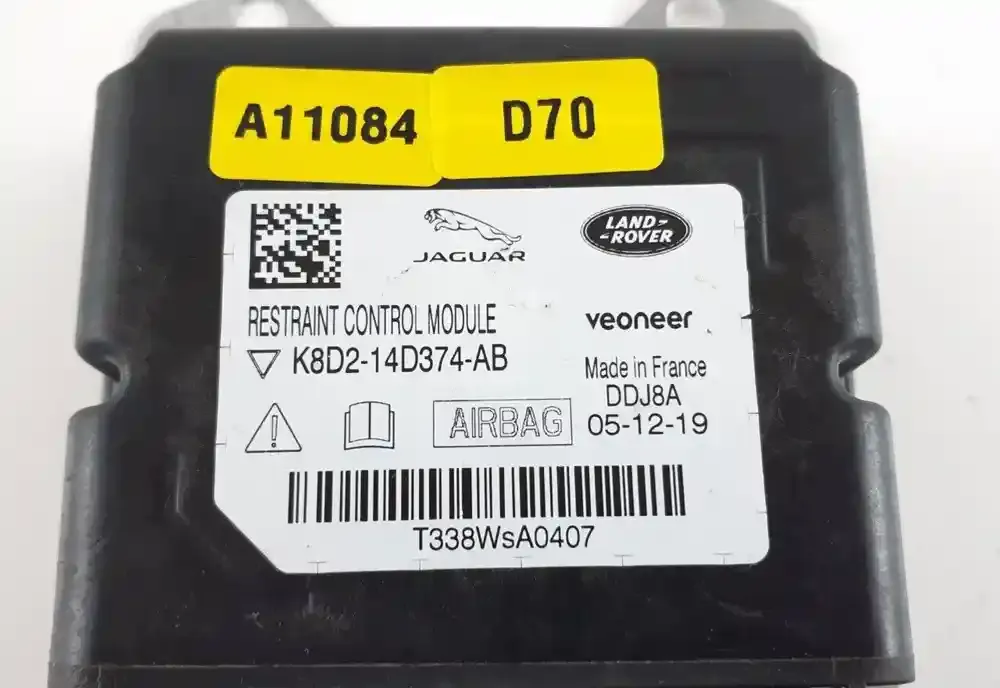 A11084 D70
JAGUAR
LAND-
-ROVER
RESTRAINT CONTROL MODULE
K8D2-14D374-AB
veoneer
Made in France
DDJ8A
05-12-19
AIRBAG
T338WsA0407